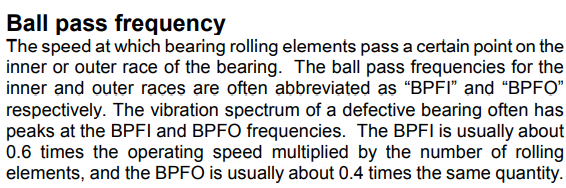 Ball pass frequency
The speed at which bearing rolling elements pass a certain point on the
inner or outer race of the bearing.  The ball pass frequencies for the
inner and outer races are often abbreviated as “BPFI” and “BPFO”
respectively. The vibration spectrum of a defective bearing often has
peaks at the BPFI and BPFO frequencies.  The BPFI is usually about
0.6 times the operating speed multiplied by the number of rolling
elements, and the BPFO is usually about 0.4 times the same quantity.